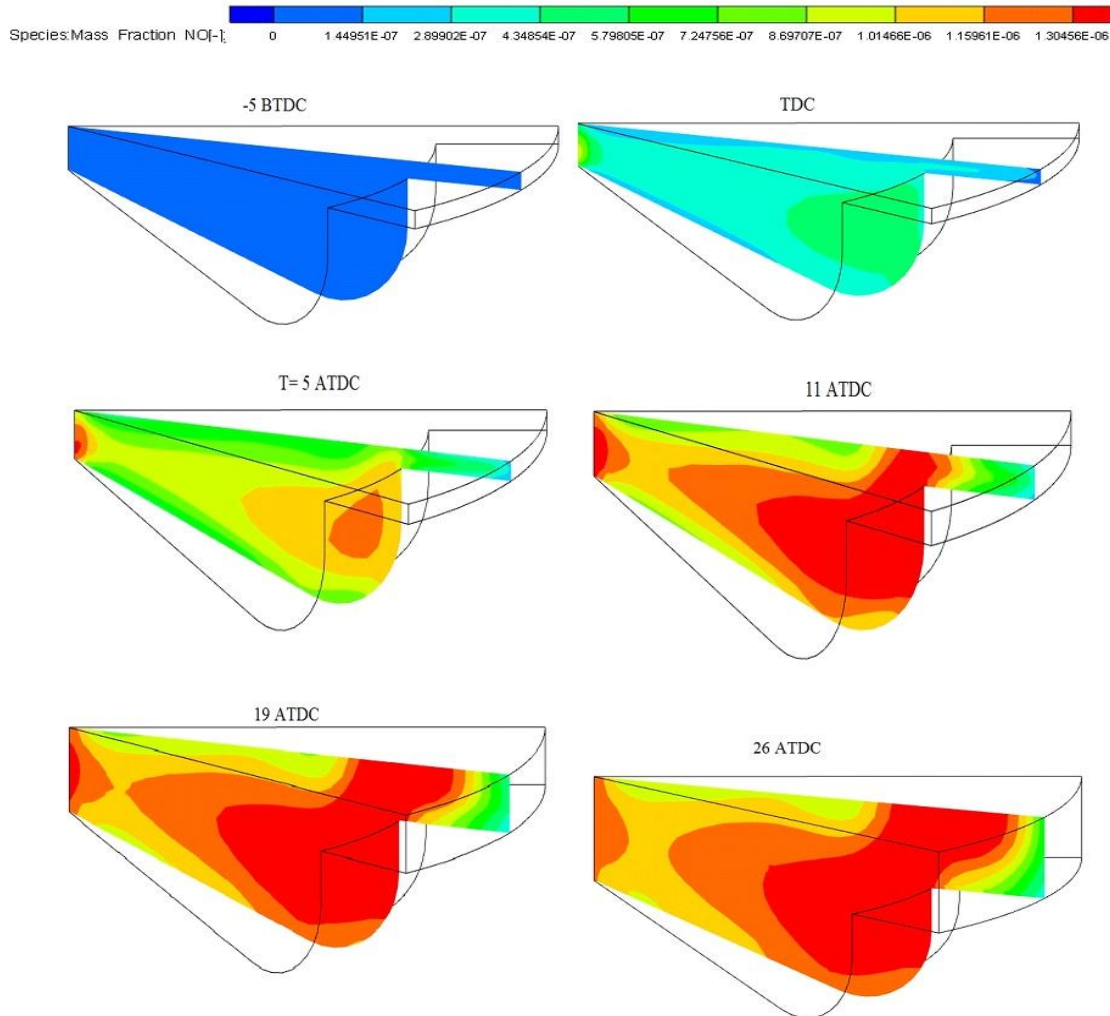 Species:Mass Fraction NO[-]:
0 1.44951E-07 2.89902E-07 4.34854E-07 5.79805E-07 7.24756E-07 8.69707E-07 1.01466E-06 1.15961E-06 1.30456E-06
-5 BTDC
TDC
T= 5 ATDC
11 ATDC
19 ATDC
26 ATDC